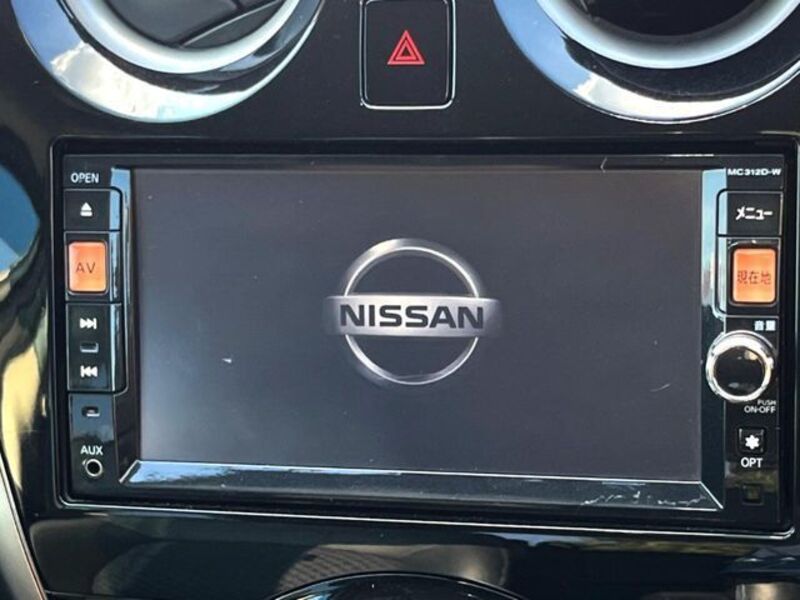 OPEN
AV
AUX
NISSAN
MC312D-W
メニュー
現在地
音量
PUSH
ON-OFF
OPT